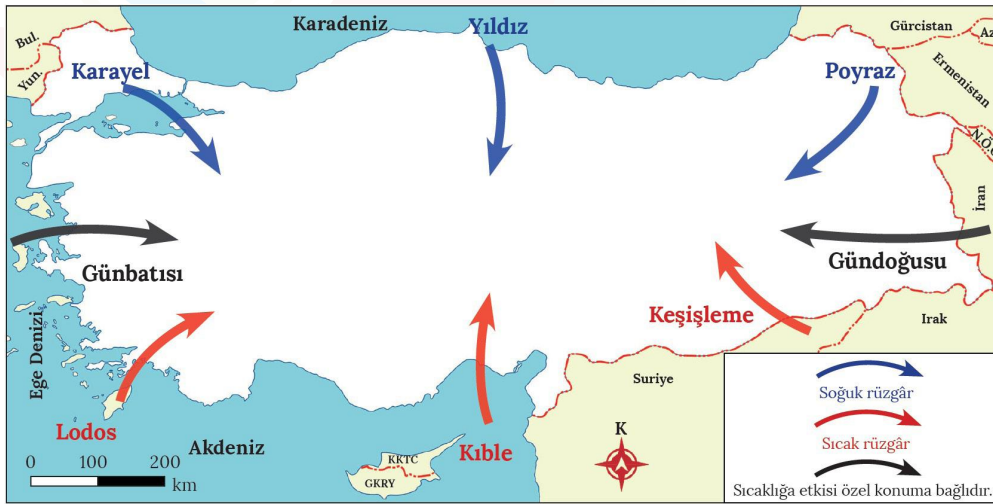 Karadeniz
Yıldız
Gürcistan
Az
Bul.
Yun.
Karayel
Poyraz
Ermenistan
N.Ö.C
İran
Günbatısı
Gündoğusu
Ege Denizi
Keşişleme
Irak
Suriye
Lodos
Akdeniz
Kıble
K
KKTC
GKRY
0 100 200
km
Soğuk rüzgâr
Sıcak rüzgâr
Sıcaklığa etkisi özel konuma bağlıdır.